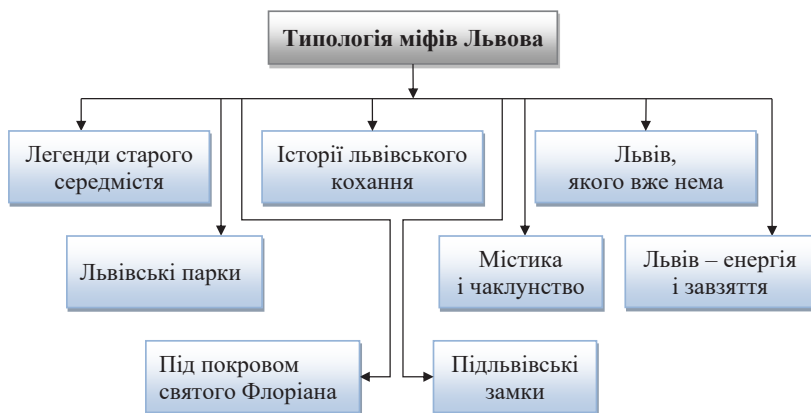 Типологія міфів Львова
Легенди старого
середмістя
Історії львівського
кохання
Львів,
якого вже нема
Львівські парки
Містика
і чаклунство
Львів – енергія
і завзяття
Під покровом
святого Флоріана
Підльвівські
замки